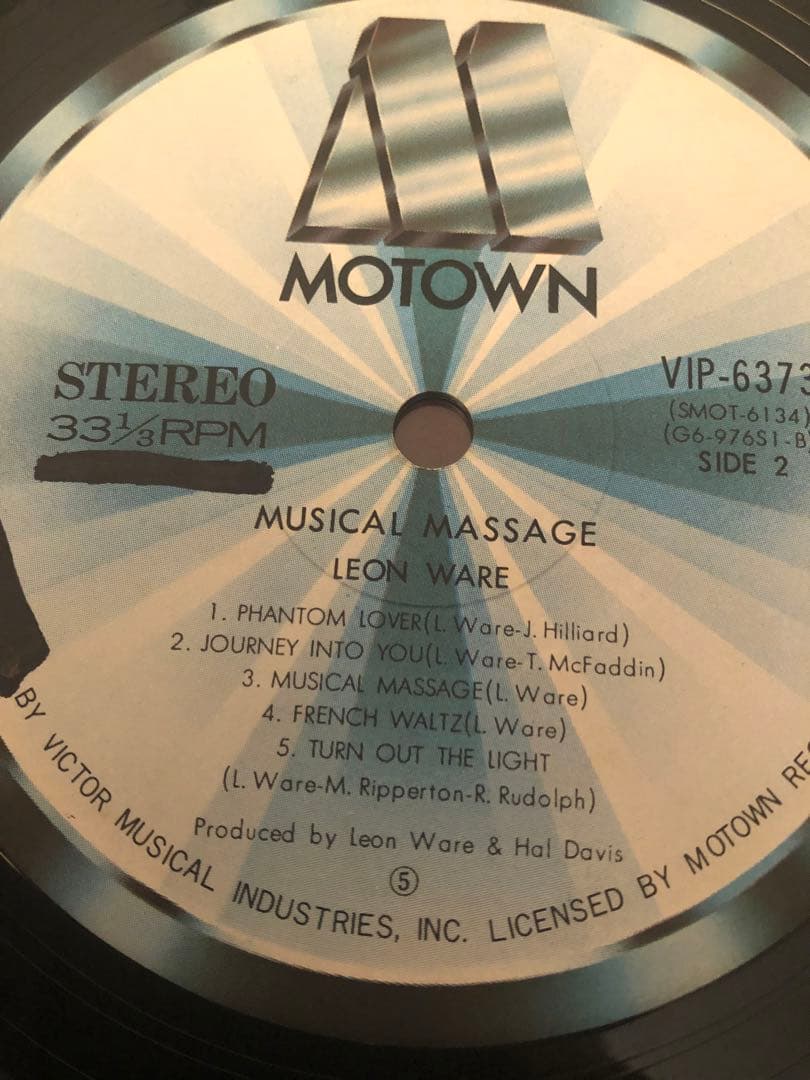 MOTOWN
STEREO
33⅓RPM
VIP-6373
(SMOT-6134)
(G6-976S1-B)
SIDE 2
MUSICAL MASSAGE
LEON WARE
1. PHANTOM LOVER(L. Ware-J. Hilliard)
2. JOURNEY INTO YOU(L. Ware-T. McFaddin)
3. MUSICAL MASSAGE(L. Ware)
4. FRENCH WALTZ(L. Ware)
5. TURN OUT THE LIGHT
(L. Ware-M. Ripperton-R. Rudolph)
Produced by Leon Ware & Hal Davis
⑤
BY VICTOR MUSICAL INDUSTRIES, INC. LICENSED BY MOTOWN